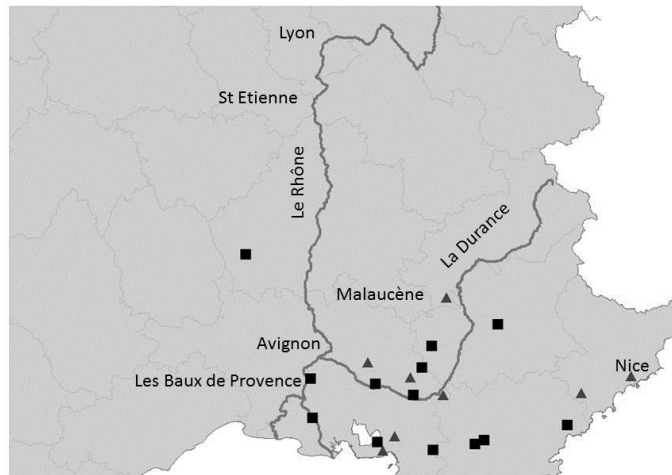 Lyon
St Etienne
Le Rhône
La Durance
Malaucène
Avignon
Les Baux de Provence
Nice